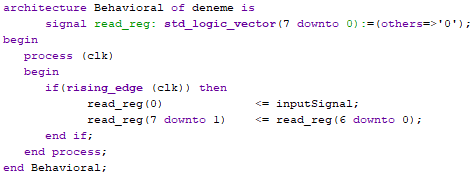 architecture Behavioral of deneme is
signal read_reg: std_logic_vector(7 downto 0):=(others=>'0');
begin
process (clk)
begin
if(rising_edge (clk)) then
read_reg(0) <= inputSignal;
read_reg(7 downto 1) <= read_reg(6 downto 0);
end if;
end process;
end Behavioral;